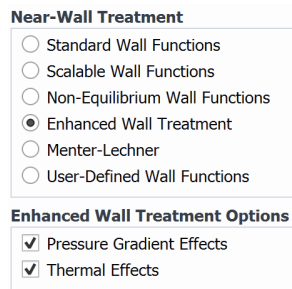 Near-Wall Treatment
Standard Wall Functions
Scalable Wall Functions
Non-Equilibrium Wall Functions
Enhanced Wall Treatment
Menter-Lechner
User-Defined Wall Functions
Enhanced Wall Treatment Options
Pressure Gradient Effects
Thermal Effects